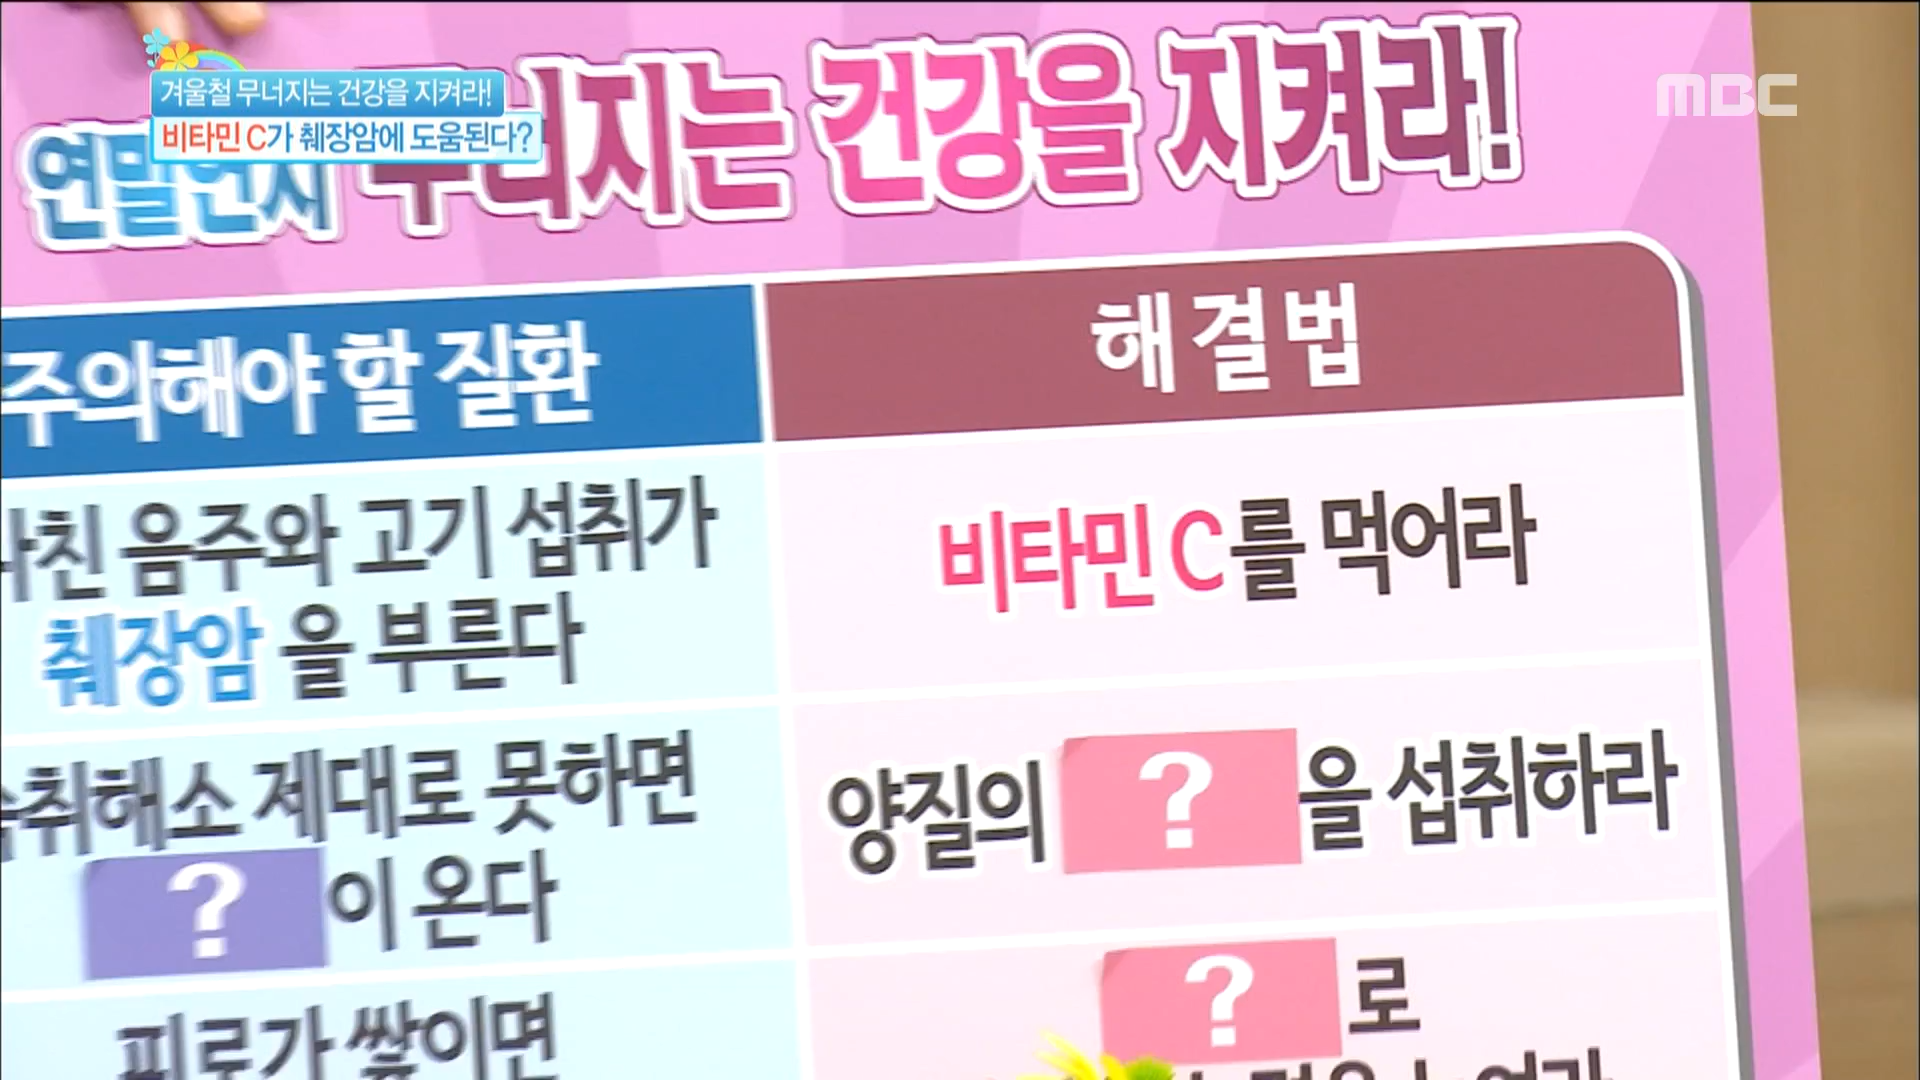 겨울철 무너지는 건강을 지켜라!
비타민 C가 췌장암에 도움된다?
MBC
연말연시 무너지는 건강을 지켜라!
주의해야 할 질환
해결법
음주와 고기 섭취가
췌장암을 부른다
비타민 C를 먹어라
숙취해소 제대로 못하면
?이 온다
양질의 ?을 섭취하라
피로가 쌓이면
?로